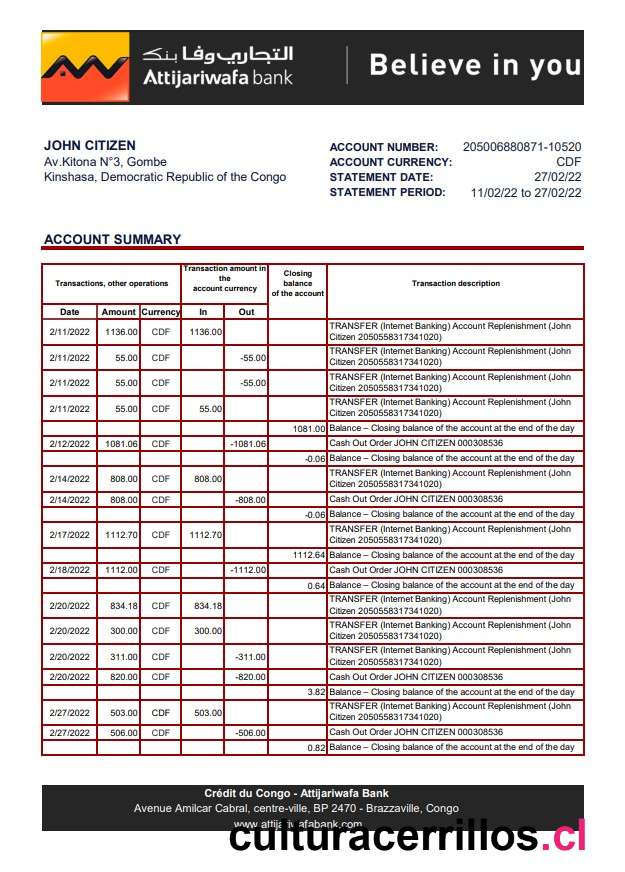 التجاري وفا بنك
Attijariwafa bank
Believe in you
JOHN CITIZEN
Av.Kitona N°3, Gombe
Kinshasa, Democratic Republic of the Congo
ACCOUNT NUMBER: 205006880871-10520
ACCOUNT CURRENCY: CDF
STATEMENT DATE: 27/02/22
STATEMENT PERIOD: 11/02/22 to 27/02/22
ACCOUNT SUMMARY
Transactions, other operations
Transaction amount in
the
account currency
Closing
balance
of the account
Transaction description
Date Amount Currency In Out
2/11/2022 1136.00 CDF 1136.00 TRANSFER (Internet Banking) Account Replenishment (John
Citizen 2050558317341020)
2/11/2022 55.00 CDF -55.00 TRANSFER (Internet Banking) Account Replenishment (John
Citizen 2050558317341020)
2/11/2022 55.00 CDF -55.00 TRANSFER (Internet Banking) Account Replenishment (John
Citizen 2050558317341020)
2/11/2022 55.00 CDF 55.00 TRANSFER (Internet Banking) Account Replenishment (John
Citizen 2050558317341020)
1081.00 Balance – Closing balance of the account at the end of the day
2/12/2022 1081.06 CDF -1081.06 Cash Out Order JOHN CITIZEN 000308536
-0.06 Balance – Closing balance of the account at the end of the day
2/14/2022 808.00 CDF 808.00 TRANSFER (Internet Banking) Account Replenishment (John
Citizen 2050558317341020)
2/14/2022 808.00 CDF -808.00 Cash Out Order JOHN CITIZEN 000308536
-0.06 Balance – Closing balance of the account at the end of the day
2/17/2022 1112.70 CDF 1112.70 TRANSFER (Internet Banking) Account Replenishment (John
Citizen 2050558317341020)
1112.64 Balance – Closing balance of the account at the end of the day
2/18/2022 1112.00 CDF -1112.00 Cash Out Order JOHN CITIZEN 000308536
0.64 Balance – Closing balance of the account at the end of the day
2/20/2022 834.18 CDF 834.18 TRANSFER (Internet Banking) Account Replenishment (John
Citizen 2050558317341020)
2/20/2022 300.00 CDF 300.00 TRANSFER (Internet Banking) Account Replenishment (John
Citizen 2050558317341020)
2/20/2022 311.00 CDF -311.00 TRANSFER (Internet Banking) Account Replenishment (John
Citizen 2050558317341020)
2/20/2022 820.00 CDF -820.00 Cash Out Order JOHN CITIZEN 000308536
3.82 Balance – Closing balance of the account at the end of the day
2/27/2022 503.00 CDF 503.00 TRANSFER (Internet Banking) Account Replenishment (John
Citizen 2050558317341020)
2/27/2022 506.00 CDF -506.00 Cash Out Order JOHN CITIZEN 000308536
0.82 Balance – Closing balance of the account at the end of the day
Crédit du Congo - Attijariwafa Bank
Avenue Amilcar Cabral, centre-ville, BP 2470 - Brazzaville, Congo
www.attijariwafabank.com
culturacerrillos.cl